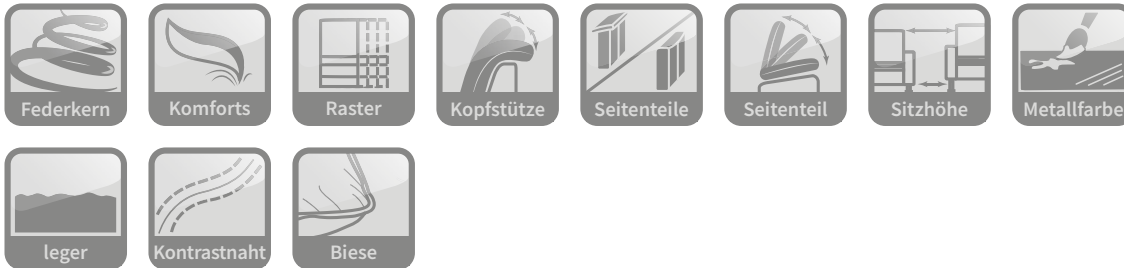 Federkern
Komforts
Raster
Kopfstütze
Seitenteile
Seitenteil
Sitzhöhe
Metallfarbe
leger
Kontrastnaht
Biese